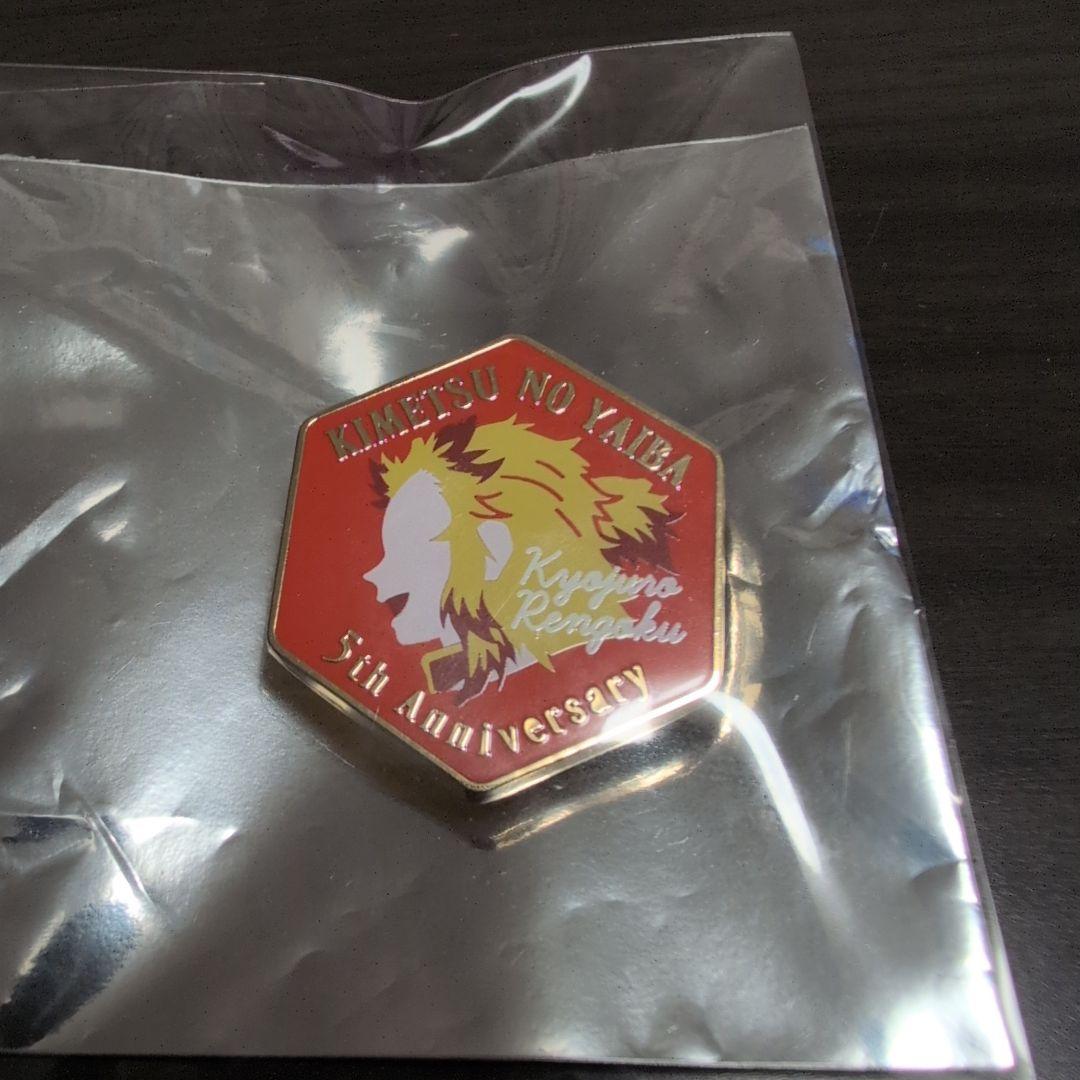 KIMETSU NO YAIBA
Kyojuro
Rengoku
5th Anniversary